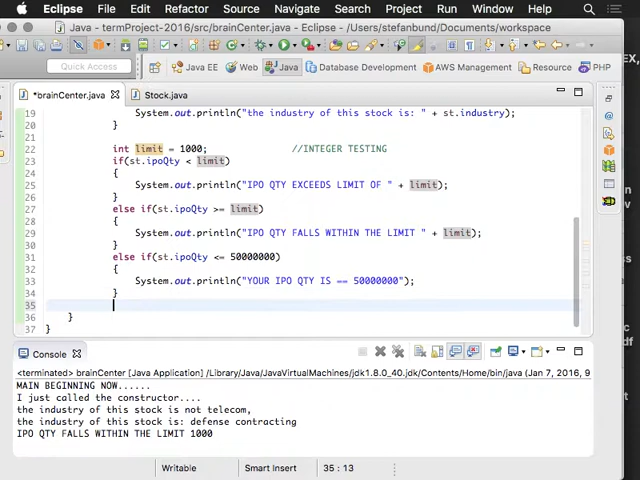 Eclipse File Edit Refactor Source Navigate Search Project Run Window Help
Java - termProject-2016/src/brainCenter.java - Eclipse - /Users/stefanbund/Documents/workspace
Quick Access Java EE Web Java Database Development AWS Management Resource PHP
*brainCenter.java Stock.java
19 System.out.println("the industry of this stock is: " + st.industry);
20 }
21
22 int limit = 1000; //INTEGER TESTING
23 if(st.ipoQty < limit)
24 {
25 System.out.println("IPO QTY EXCEEDS LIMIT OF " + limit);
26 }
27 else if(st.ipoQty >= limit)
28 {
29 System.out.println("IPO QTY FALLS WITHIN THE LIMIT " + limit);
30 }
31 else if(st.ipoQty <= 50000000)
32 {
33 System.out.println("YOUR IPO QTY IS == 50000000");
34 }
35
36 }
37 }
Console
<terminated> brainCenter [Java Application] /Library/Java/JavaVirtualMachines/jdk1.8.0_40.jdk/Contents/Home/bin/java (Jan 7, 2016, 9
MAIN BEGINNING NOW......
I just called the constructor....
the industry of this stock is not telecom,
the industry of this stock is: defense contracting
IPO QTY FALLS WITHIN THE LIMIT 1000
Writable Smart Insert 35 : 13